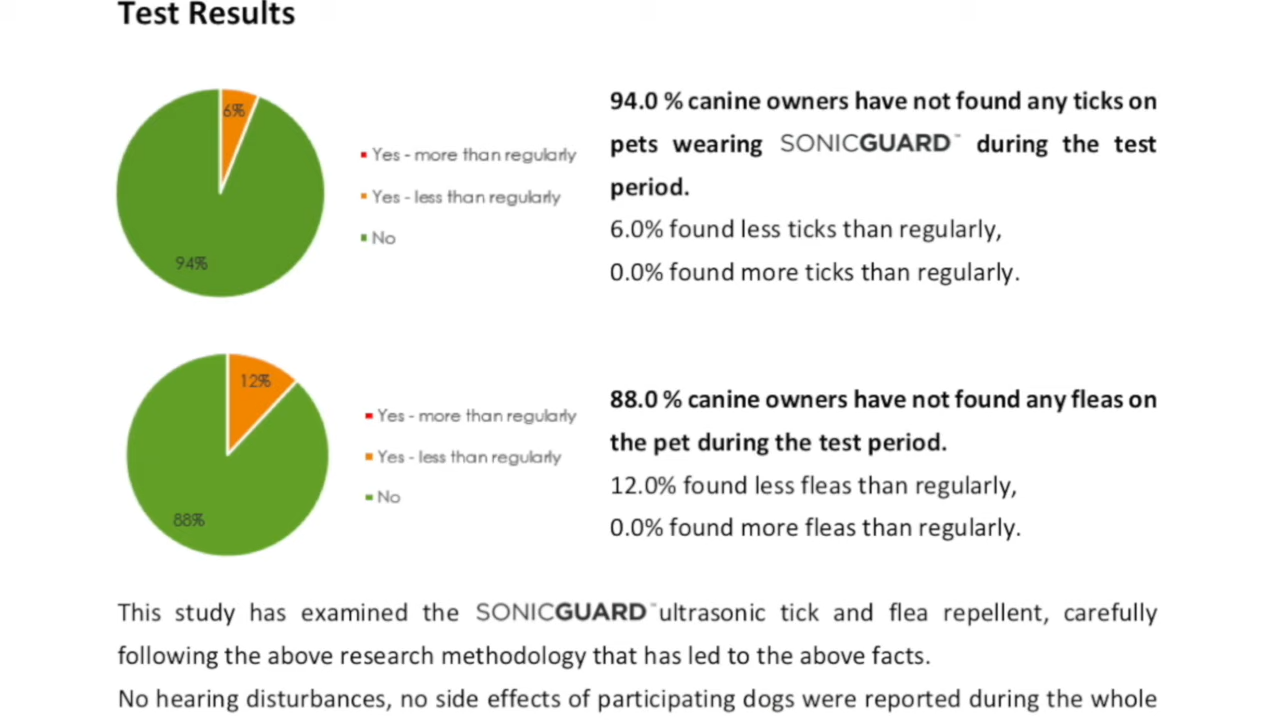 Test Results
6%
94%
Yes - more than regularly
Yes - less than regularly
No
94.0 % canine owners have not found any ticks on
pets wearing SONICGUARD™ during the test
period.
6.0% found less ticks than regularly,
0.0% found more ticks than regularly.
12%
88%
Yes - more than regularly
Yes - less than regularly
No
88.0 % canine owners have not found any fleas on
the pet during the test period.
12.0% found less fleas than regularly,
0.0% found more fleas than regularly.
This study has examined the SONICGUARD™ ultrasonic tick and flea repellent, carefully
following the above research methodology that has led to the above facts.
No hearing disturbances, no side effects of participating dogs were reported during the whole